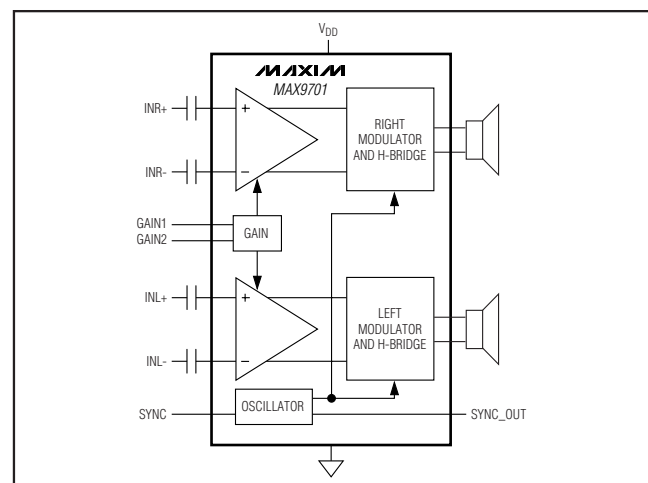 VDD
MAXIM
MAX9701
INR+
+
RIGHT
MODULATOR
AND H-BRIDGE
INR-
−
GAIN1
GAIN2
GAIN
INL+
+
LEFT
MODULATOR
AND H-BRIDGE
INL-
−
SYNC
OSCILLATOR
SYNC_OUT